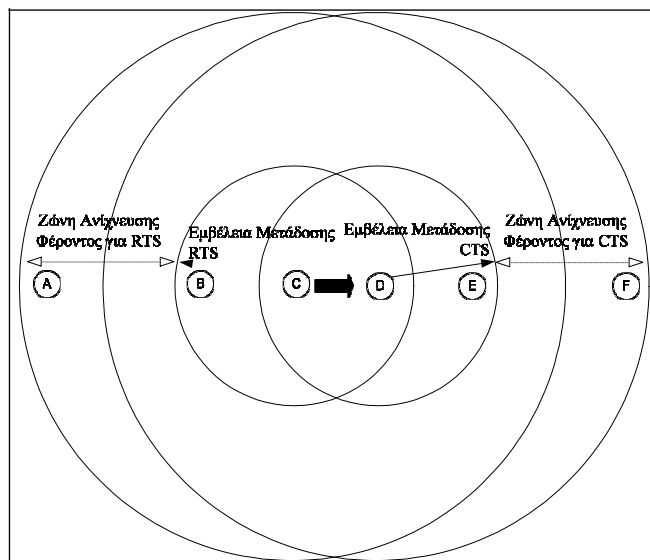 Ζώνη Ανίχνευσης
Φέροντος για RTS
Εμβέλεια Μετάδοσης
RTS
Εμβέλεια Μετάδοσης
CTS
Ζώνη Ανίχνευσης
Φέροντος για CTS
A
B
C
D
E
F